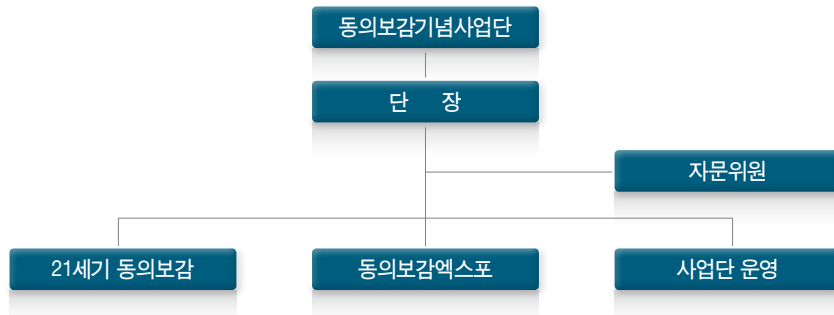 동의보감기념사업단
단 장
자문위원
21세기 동의보감
동의보감엑스포
사업단 운영